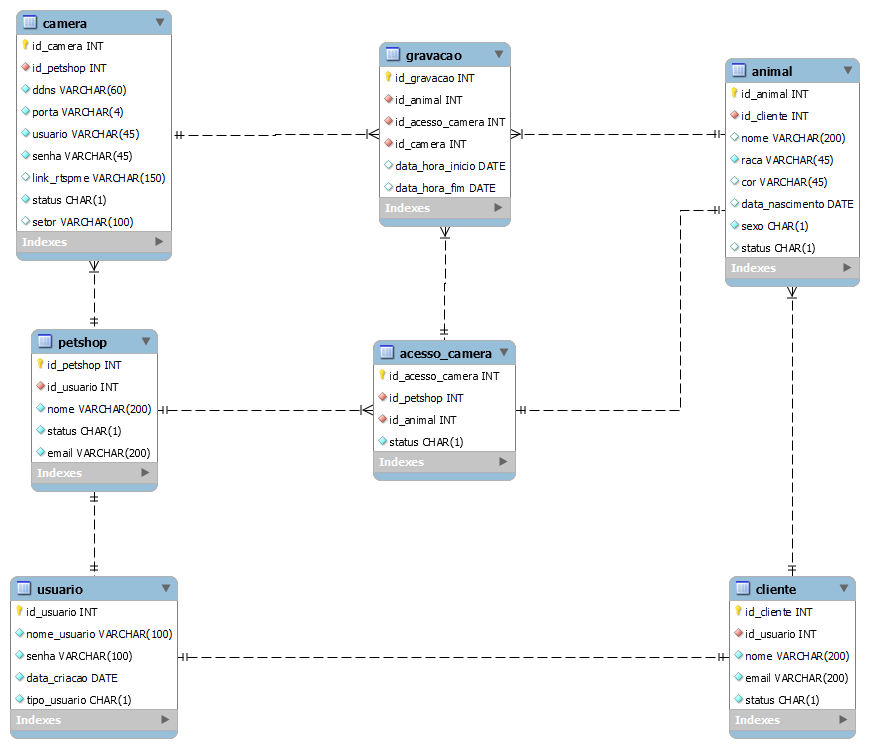 camera
id_camera INT
id_petshop INT
ddns VARCHAR(60)
porta VARCHAR(4)
usuario VARCHAR(45)
senha VARCHAR(45)
link_rtspme VARCHAR(150)
status CHAR(1)
setor VARCHAR(100)
Indexes
gravacao
id_gravacao INT
id_animal INT
id_acesso_camera INT
id_camera INT
data_hora_inicio DATE
data_hora_fim DATE
Indexes
animal
id_animal INT
id_cliente INT
nome VARCHAR(200)
raca VARCHAR(45)
cor VARCHAR(45)
data_nascimento DATE
sexo CHAR(1)
status CHAR(1)
Indexes
petshop
id_petshop INT
id_usuario INT
nome VARCHAR(200)
status CHAR(1)
email VARCHAR(200)
Indexes
acesso_camera
id_acesso_camera INT
id_petshop INT
id_animal INT
status CHAR(1)
Indexes
usuario
id_usuario INT
nome_usuario VARCHAR(100)
senha VARCHAR(100)
data_criacao DATE
tipo_usuario CHAR(1)
Indexes
cliente
id_cliente INT
id_usuario INT
nome VARCHAR(200)
email VARCHAR(200)
status CHAR(1)
Indexes